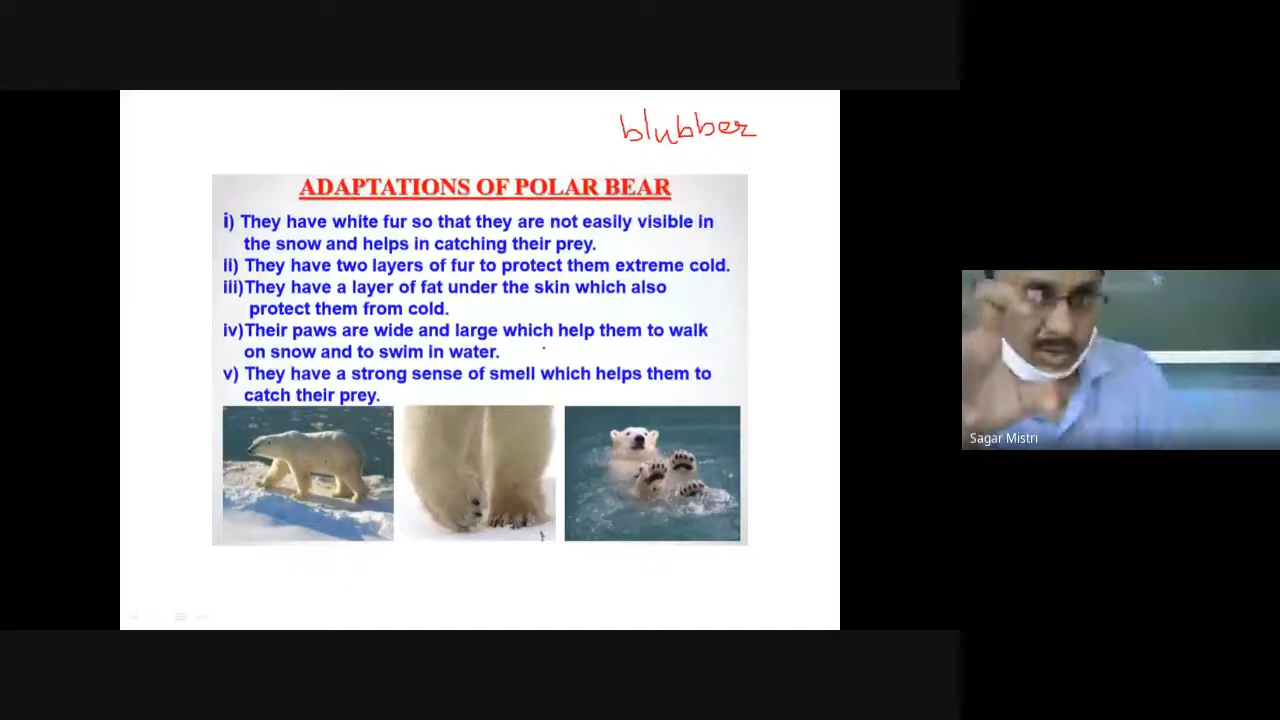 blubber
ADAPTATIONS OF POLAR BEAR
i) They have white fur so that they are not easily visible in
the snow and helps in catching their prey.
ii) They have two layers of fur to protect them extreme cold.
iii)They have a layer of fat under the skin which also
protect them from cold.
iv)Their paws are wide and large which help them to walk
on snow and to swim in water.
v) They have a strong sense of smell which helps them to
catch their prey.
Sagar Mistri